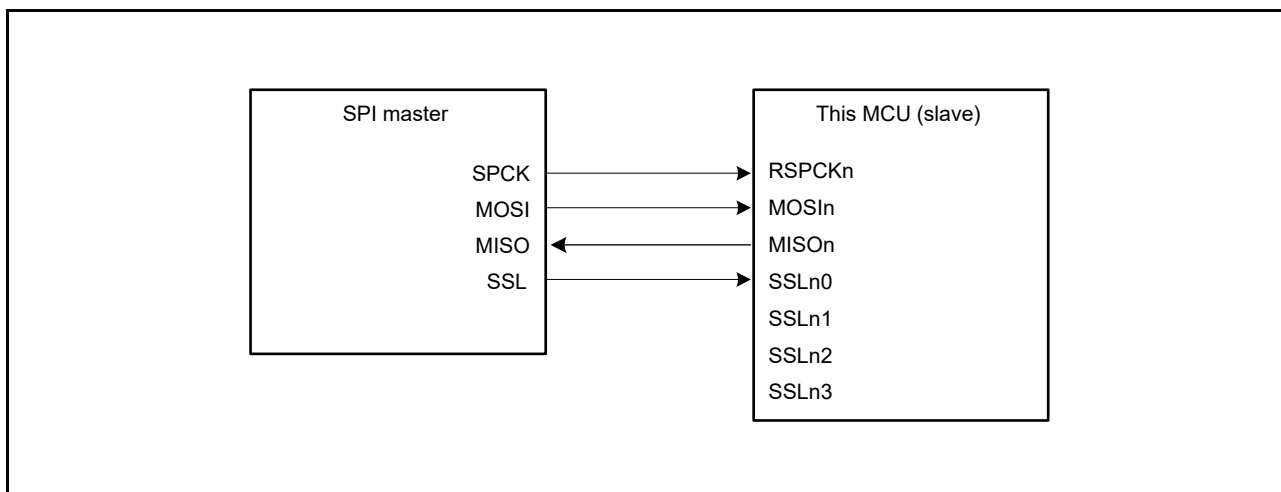 SPI master
SPCK
MOSI
MISO
SSL
This MCU (slave)
RSPCKn
MOSIn
MISOn
SSLn0
SSLn1
SSLn2
SSLn3